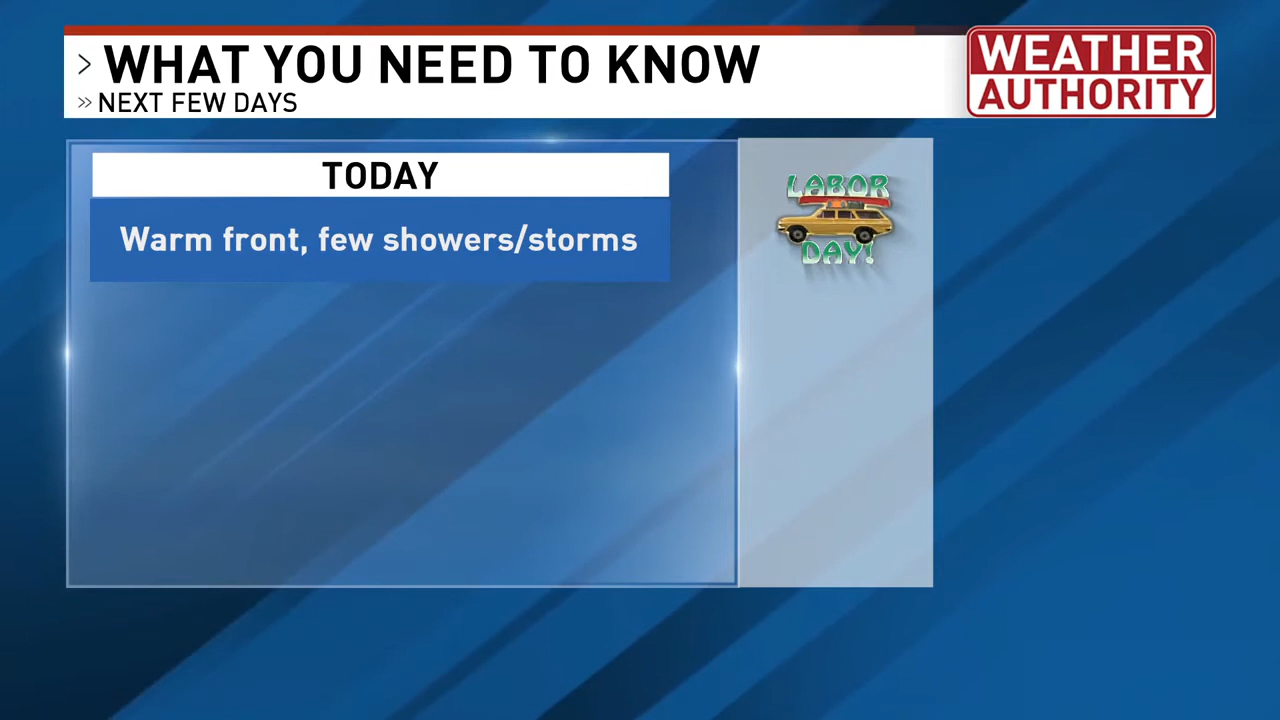 > WHAT YOU NEED TO KNOW
» NEXT FEW DAYS
WEATHER
AUTHORITY
TODAY
Warm front, few showers/storms
LABOR
DAY!